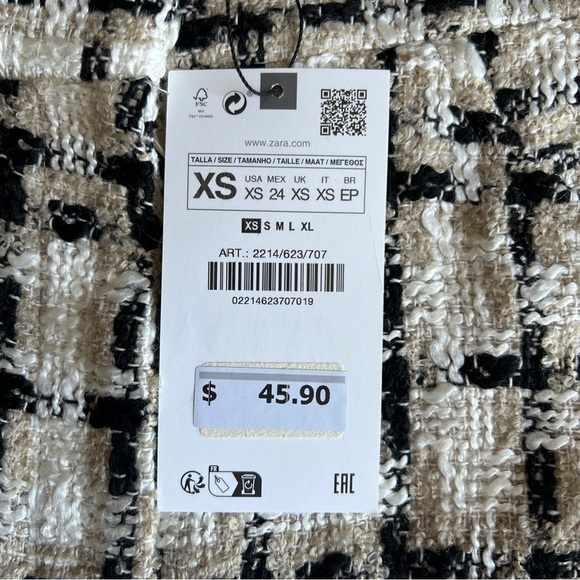 FSC
www.zara.com
TALLA / SIZE / TAMANHO / TAILLE / MAAT / ΜΕΓΕΘΟΣ
XS
USA MEX UK IT BR
XS 24 XS XS EP
XS S M L XL
ART.: 2214/623/707
02214623707019
$ 45.90
FR
EAC